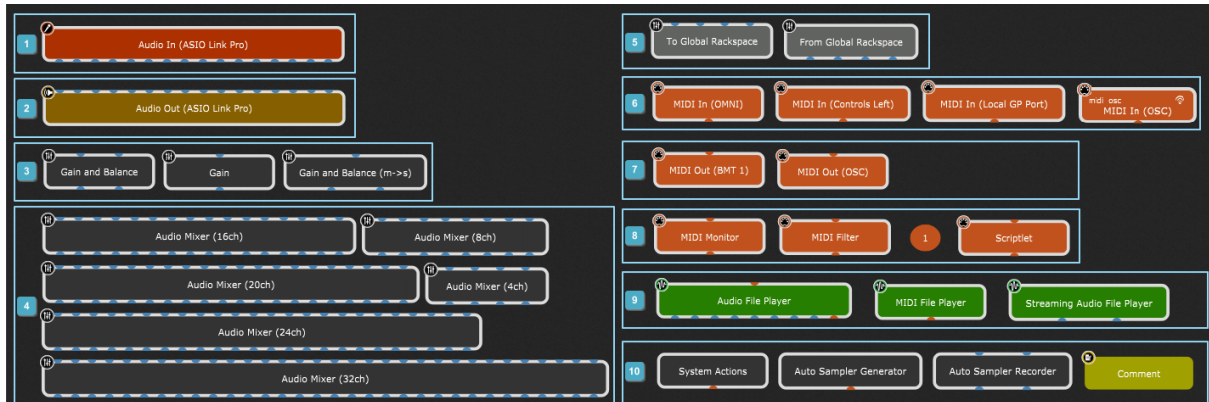 1
Audio In (ASIO Link Pro)
2
Audio Out (ASIO Link Pro)
3
Gain and Balance
Gain
Gain and Balance (m->s)
4
Audio Mixer (16ch)
Audio Mixer (8ch)
Audio Mixer (20ch)
Audio Mixer (4ch)
Audio Mixer (24ch)
Audio Mixer (32ch)
5
To Global Rackspace
From Global Rackspace
6
MIDI In (OMNI)
MIDI In (Controls Left)
MIDI In (Local GP Port)
midi osc
MIDI In (OSC)
7
MIDI Out (BMT 1)
MIDI Out (OSC)
8
MIDI Monitor
MIDI Filter
1
Scriptlet
9
Audio File Player
MIDI File Player
Streaming Audio File Player
10
System Actions
Auto Sampler Generator
Auto Sampler Recorder
Comment